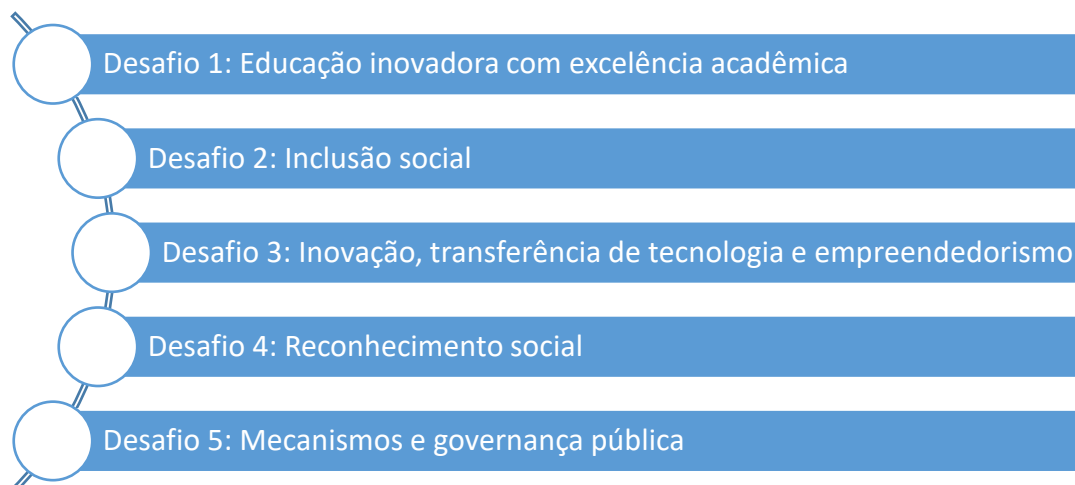 Desafio 1: Educação inovadora com excelência acadêmica
Desafio 2: Inclusão social
Desafio 3: Inovação, transferência de tecnologia e empreendedorismo
Desafio 4: Reconhecimento social
Desafio 5: Mecanismos e governança pública